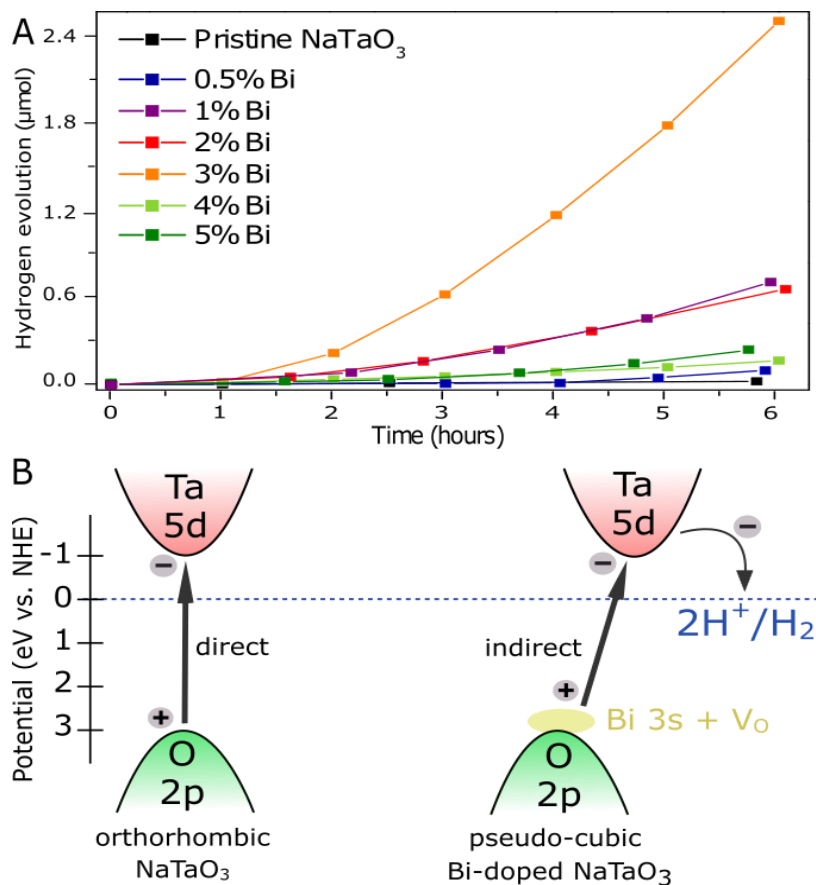 A
Hydrogen evolution (μmol)
2.4
1.8
1.2
0.6
0.0
Pristine NaTaO₃
0.5% Bi
1% Bi
2% Bi
3% Bi
4% Bi
5% Bi
0 1 2 3 4 5 6
Time (hours)
B
Potential (eV vs. NHE)
-1
0
1
2
3
Ta
5d
−
direct
+
O
2p
orthorhombic
NaTaO₃
Ta
5d
−
−
2H⁺/H₂
indirect
+
Bi 3s + V₀
O
2p
pseudo-cubic
Bi-doped NaTaO₃